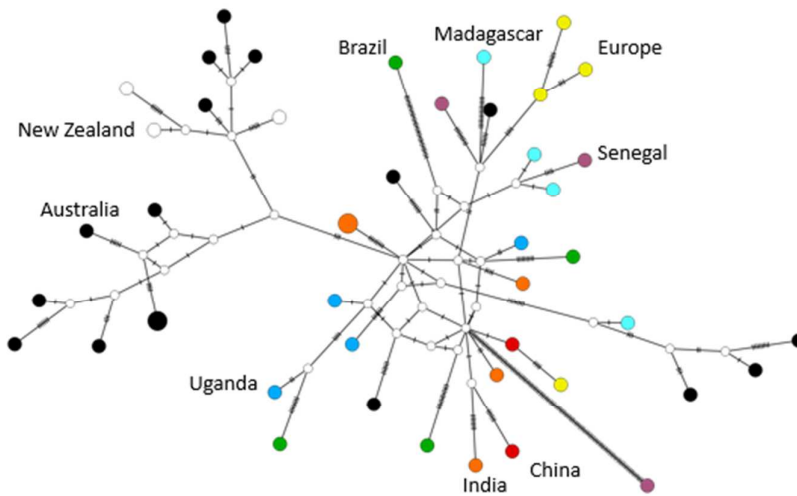 Brazil
Madagascar
Europe
New Zealand
Senegal
Australia
Uganda
India
China